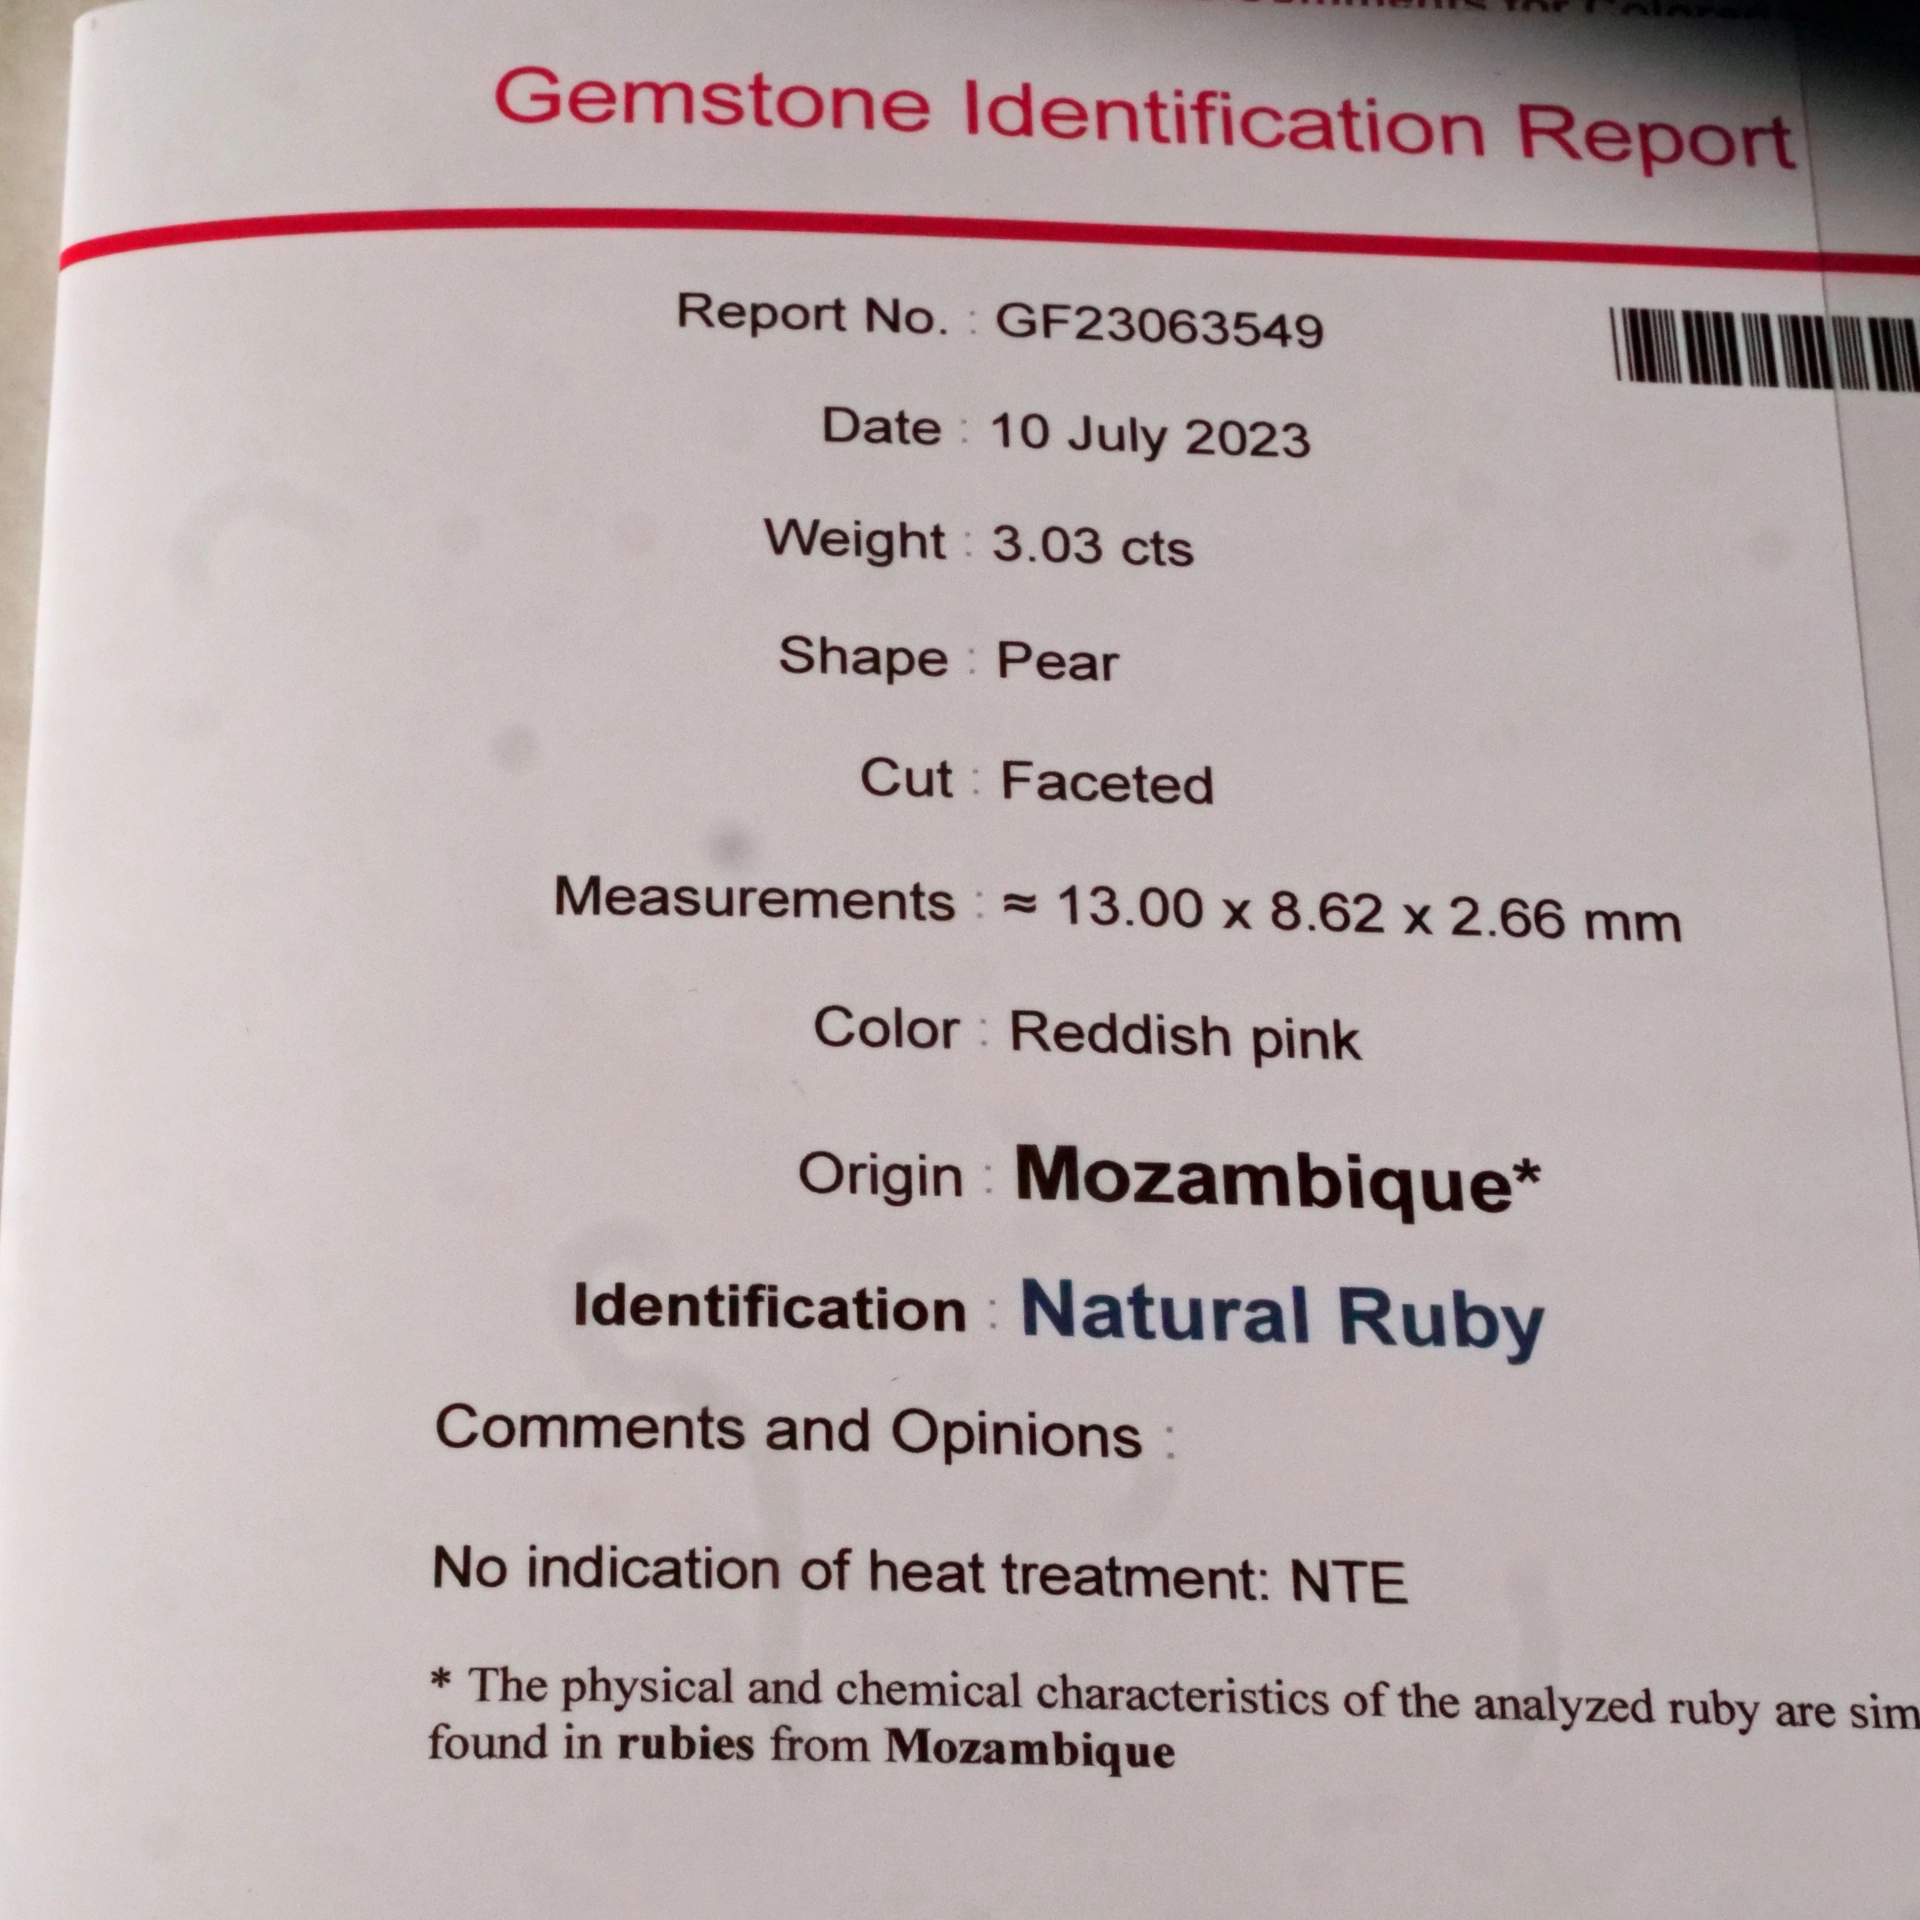 Gemstone Identification Report
Report No. : GF23063549
Date : 10 July 2023
Weight : 3.03 cts
Shape : Pear
Cut : Faceted
Measurements : ≈ 13.00 x 8.62 x 2.66 mm
Color : Reddish pink
Origin : Mozambique*
Identification : Natural Ruby
Comments and Opinions :
No indication of heat treatment: NTE
* The physical and chemical characteristics of the analyzed ruby are sim
found in rubies from Mozambique